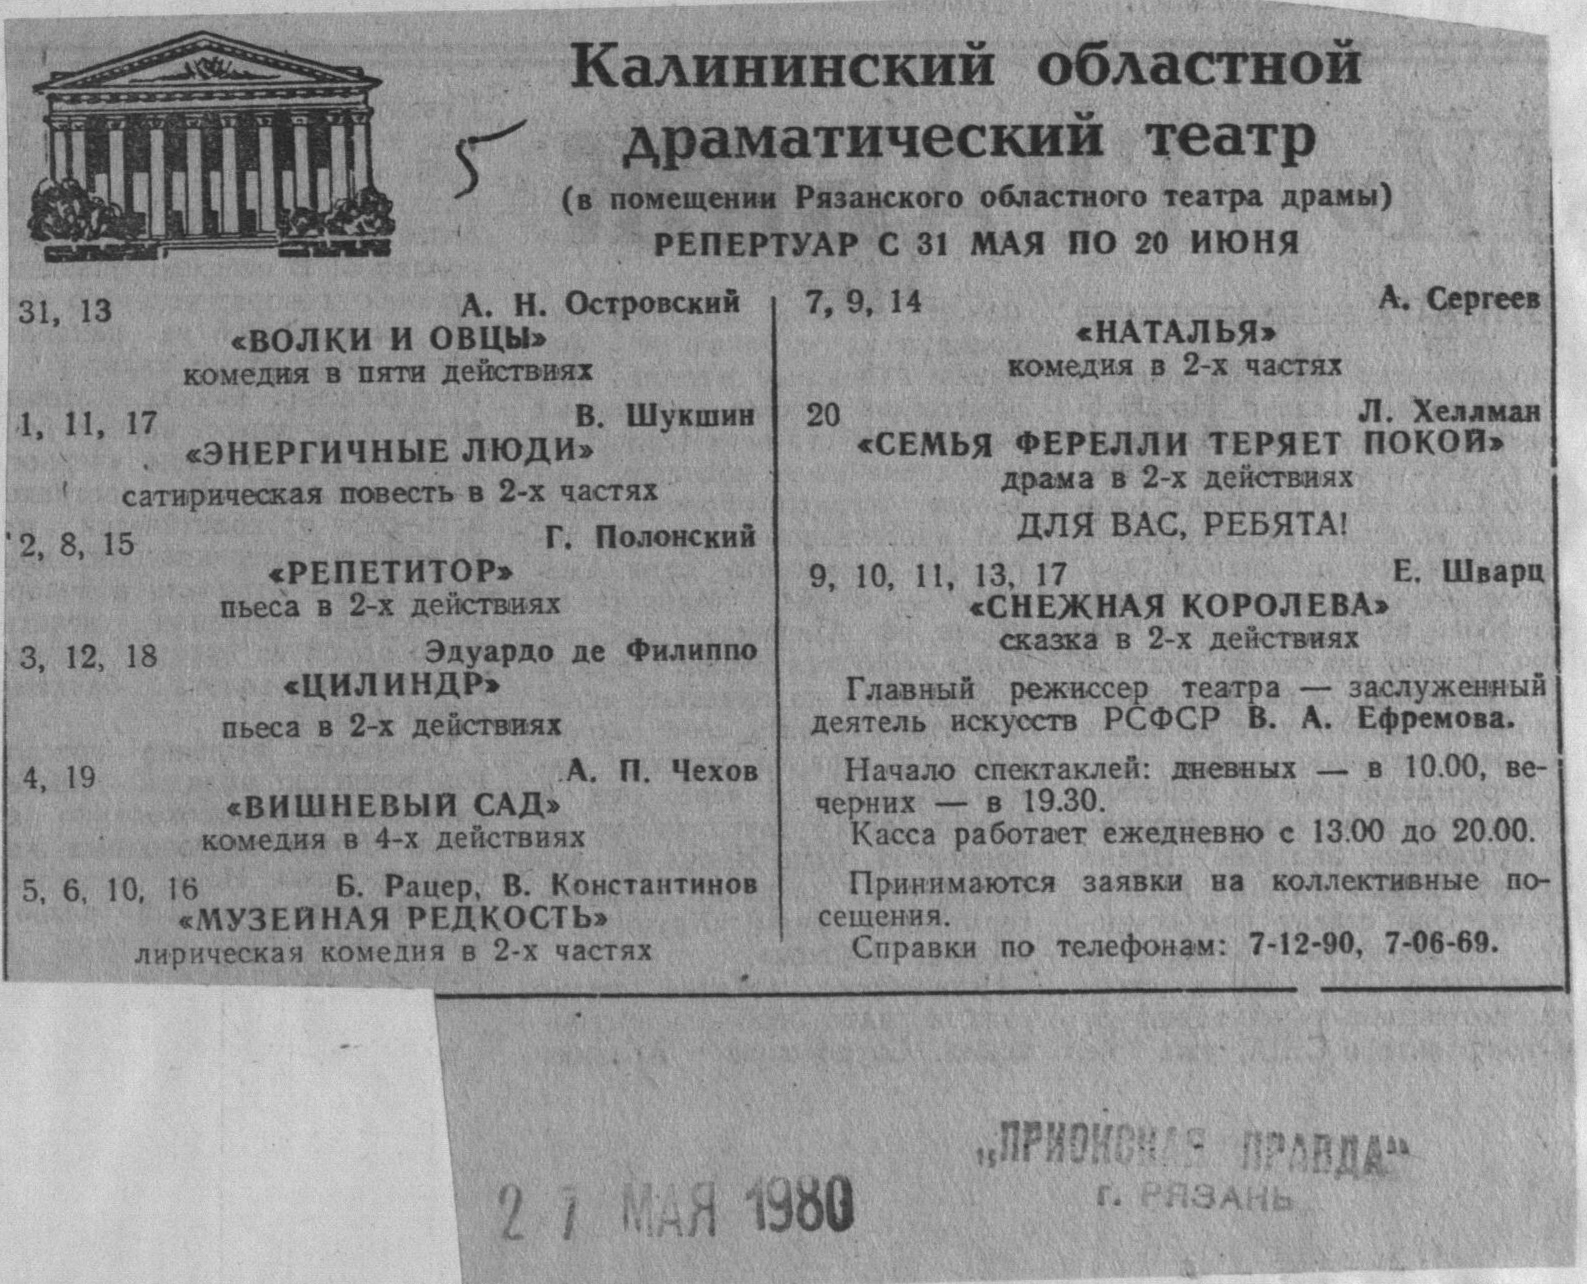 Калининский областной
драматический театр
5
(в помещении Рязанского областного театра драмы)
РЕПЕРТУАР С 31 МАЯ ПО 20 ИЮНЯ
31, 13 А. Н. Островский
«ВОЛКИ И ОВЦЫ»
комедия в пяти действиях
1, 11, 17 В. Шукшин
«ЭНЕРГИЧНЫЕ ЛЮДИ»
сатирическая повесть в 2-х частях
2, 8, 15 Г. Полонский
«РЕПЕТИТОР»
пьеса в 2-х действиях
3, 12, 18 Эдуардо де Филиппо
«ЦИЛИНДР»
пьеса в 2-х действиях
4, 19 А. П. Чехов
«ВИШНЕВЫЙ САД»
комедия в 4-х действиях
5, 6, 10, 16 Б. Рацер, В. Константинов
«МУЗЕЙНАЯ РЕДКОСТЬ»
лирическая комедия в 2-х частях
7, 9, 14 А. Сергеев
«НАТАЛЬЯ»
комедия в 2-х частях
20 Л. Хеллман
«СЕМЬЯ ФЕРЕЛЛИ ТЕРЯЕТ ПОКОЙ»
драма в 2-х действиях
ДЛЯ ВАС, РЕБЯТА!
9, 10, 11, 13, 17 Е. Шварц
«СНЕЖНАЯ КОРОЛЕВА»
сказка в 2-х действиях
Главный режиссер театра — заслуженный
деятель искусств РСФСР В. А. Ефремова.
Начало спектаклей: дневных — в 10.00, ве-
черних — в 19.30.
Касса работает ежедневно с 13.00 до 20.00.
Принимаются заявки на коллективные по-
сещения.
Справки по телефонам: 7-12-90, 7-06-69.
„ПРИОКСКАЯ ПРАВДА"
г. РЯЗАНЬ
27 МАЯ 1980